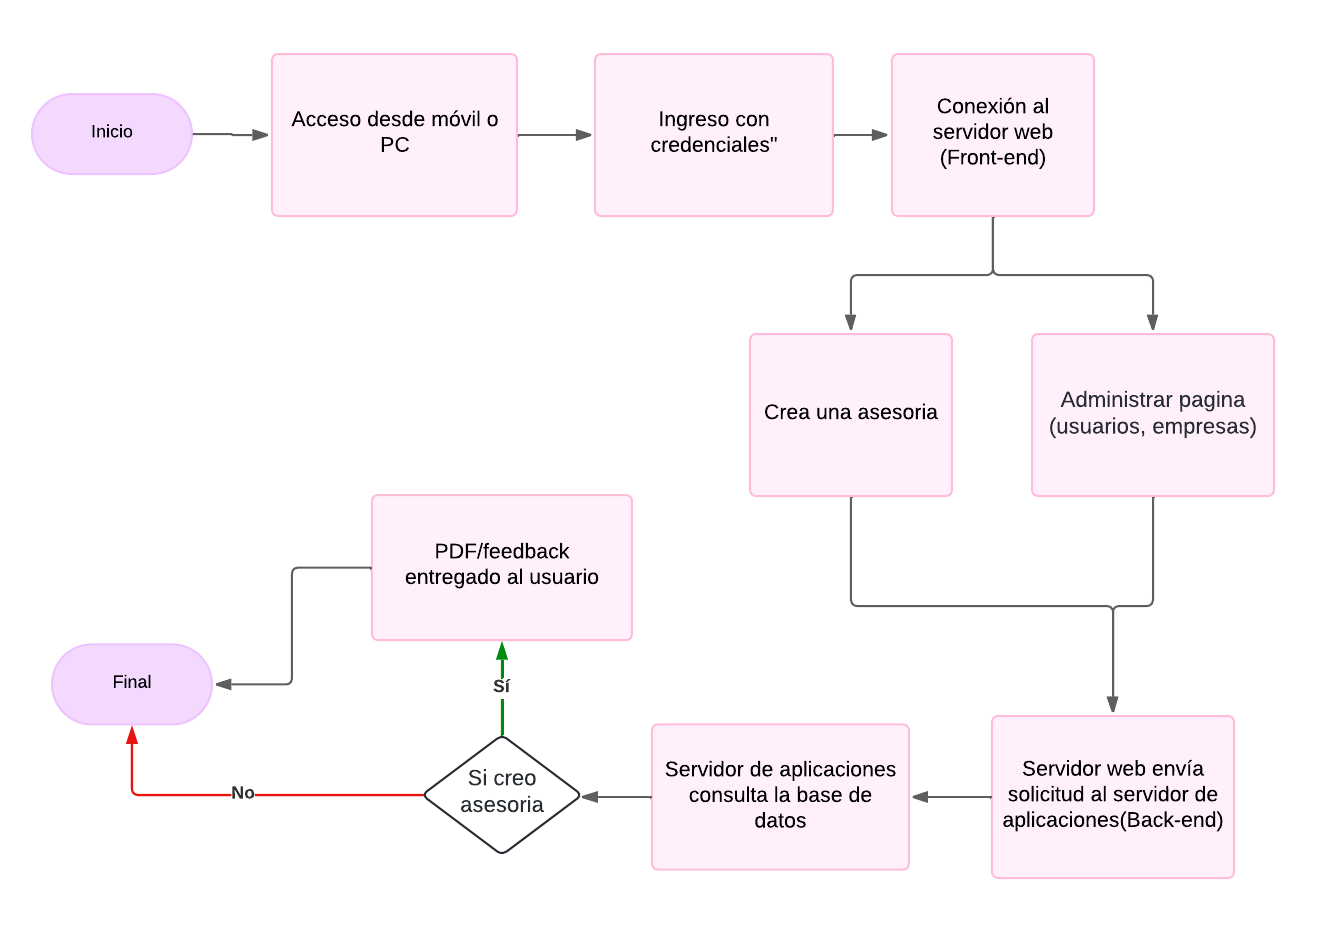 Inicio
Acceso desde móvil o
PC
Ingreso con
credenciales"
Conexión al
servidor web
(Front-end)
Crea una asesoria
Administrar pagina
(usuarios, empresas)
PDF/feedback
entregado al usuario
Final
Sí
No
Si creo
asesoria
Servidor de aplicaciones
consulta la base de
datos
Servidor web envía
solicitud al servidor de
aplicaciones(Back-end)